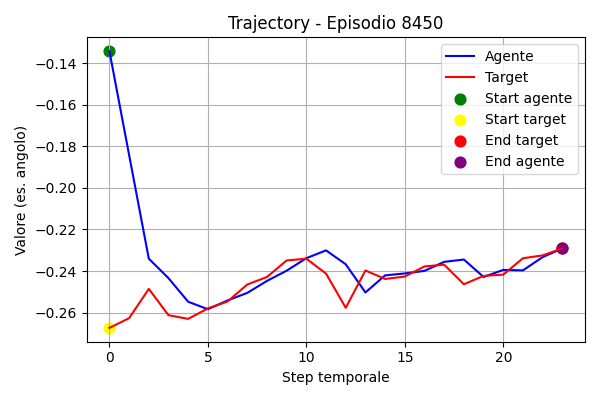 Trajectory - Episodio 8450
Agente
Target
Start agente
Start target
End target
End agente
Valore (es. angolo)
−0.14
−0.16
−0.18
−0.20
−0.22
−0.24
−0.26
0
5
10
15
20
Step temporale